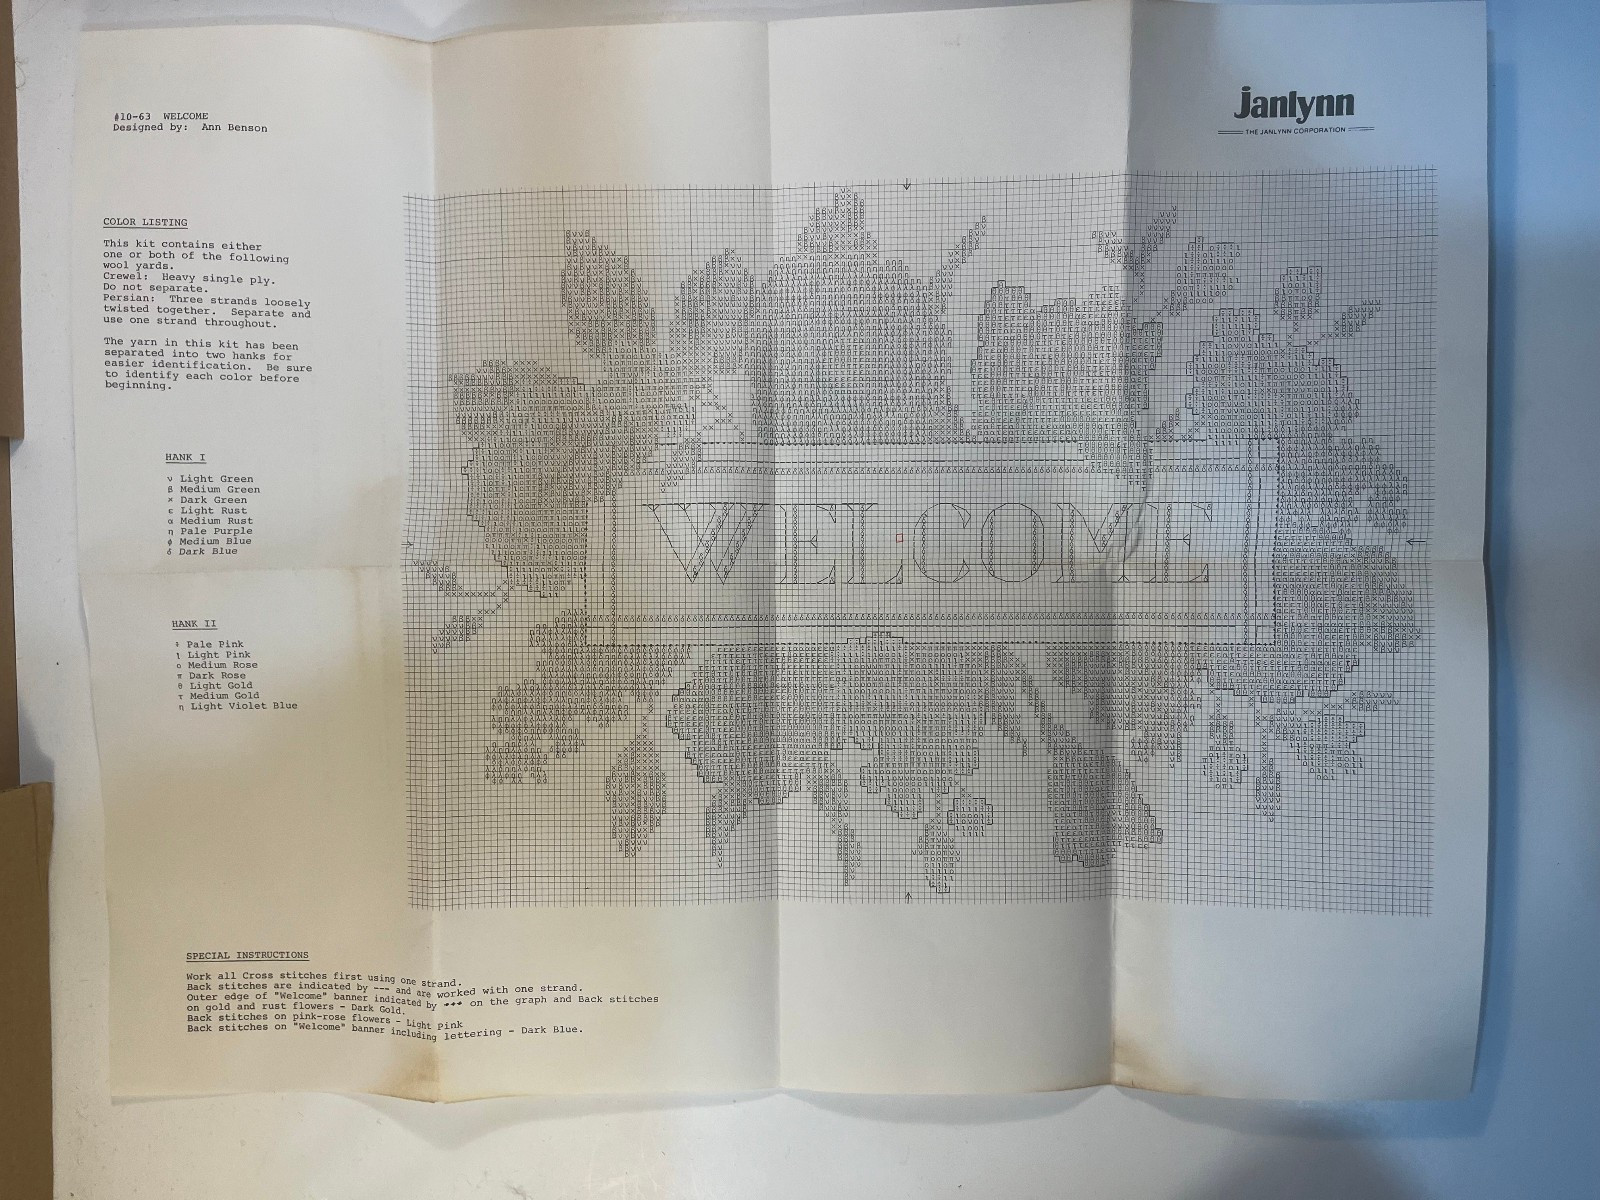 #10-63 WELCOME
Designed by: Ann Benson
janlynn
THE JANLYNN CORPORATION
COLOR LISTING
This kit contains either
one or both of the following
wool yards.
Crewel: Heavy single ply.
Do not separate.
Persian: Three strands loosely
twisted together. Separate and
use one strand throughout.
The yarn in this kit has been
separated into two hanks for
easier identification. Be sure
to identify each color before
beginning.
HANK I
ν Light Green
β Medium Green
× Dark Green
ε Light Rust
α Medium Rust
η Pale Purple
ϕ Medium Blue
δ Dark Blue
WELCOME
HANK II
Pale Pink
l Light Pink
o Medium Rose
π Dark Rose
θ Light Gold
τ Medium Gold
η Light Violet Blue
SPECIAL INSTRUCTIONS
Work all Cross stitches first using one strand.
Back stitches are indicated by --- and are worked with one strand.
Outer edge of "Welcome" banner indicated by on the graph and Back stitches
on gold and rust flowers - Dark Gold.
Back stitches on pink-rose flowers - Light Pink
Back stitches on "Welcome" banner including lettering - Dark Blue.